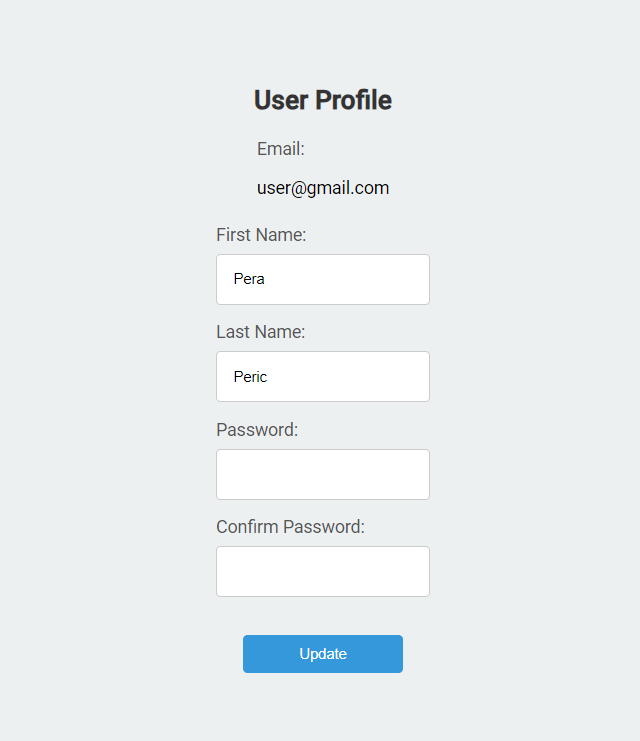 User Profile
Email:
user@gmail.com
First Name:
Pera
Last Name:
Peric
Password:
Confirm Password:
Update